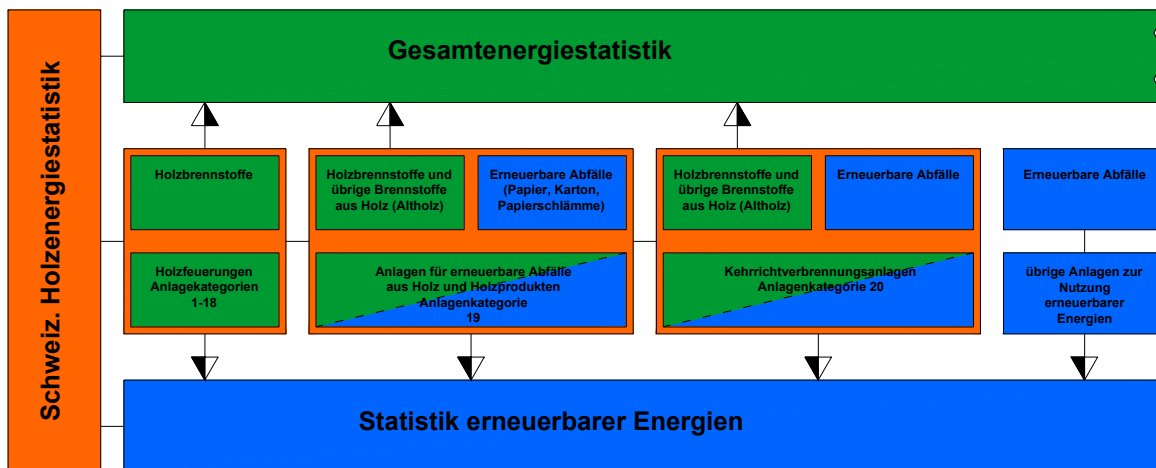 Schweiz. Holzenergiestatistik
Gesamtenergiestatistik
Holzbrennstoffe
Holzfeuerungen
Anlagekategorien
1-18
Holzbrennstoffe und
übrige Brennstoffe
aus Holz (Altholz)
Erneuerbare Abfälle
(Papier, Karton,
Papierschlämme)
Anlagen für erneuerbare Abfälle
aus Holz und Holzprodukten
Anlagenkategorie
19
Holzbrennstoffe und
übrige Brennstoffe
aus Holz (Altholz)
Erneuerbare Abfälle
Kehrrichtverbrennungsanlagen
Anlagenkategorie 20
Erneuerbare Abfälle
übrige Anlagen zur
Nutzung
erneuerbarer
Energien
Statistik erneuerbarer Energien